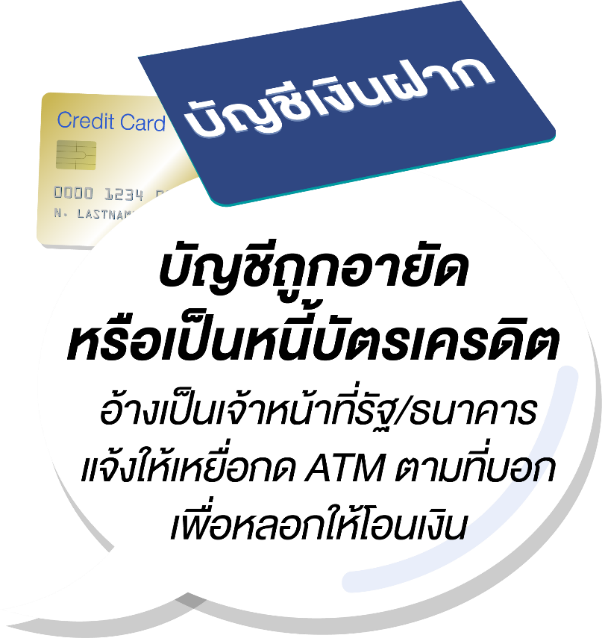 บัญชีเงินฝาก
Credit Card
0000 1234
N. LASTNAM
บัญชีถูกอายัด
หรือเป็นหนี้บัตรเครดิต
อ้างเป็นเจ้าหน้าที่รัฐ/ธนาคาร
แจ้งให้เหยื่อกด ATM ตามที่บอก
เพื่อหลอกให้โอนเงิน